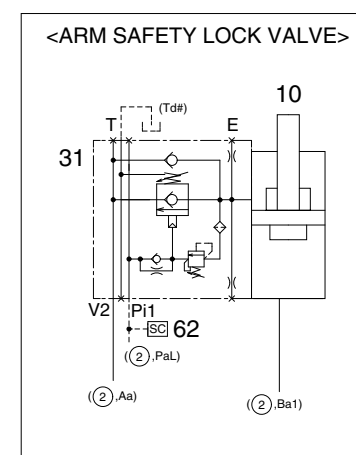 <ARM SAFETY LOCK VALVE>
10
(Td#)
T
E
31
V2
Pi1
SC
62
(2,PaL)
(2,Aa)
(2,Ba1)